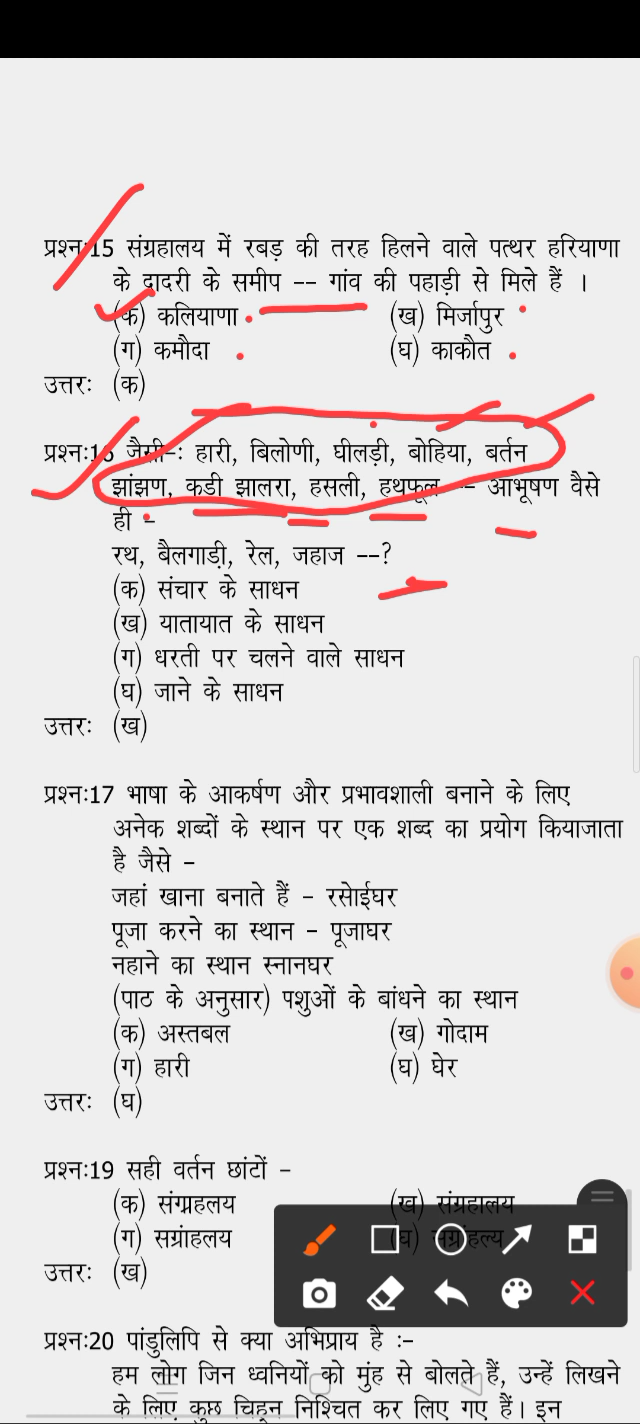 प्रश्न:15 संग्रहालय में रबड़ की तरह हिलने वाले पत्थर हरियाणा
के दादरी के समीप -- गांव की पहाड़ी से मिले हैं ।
(क) कलियाणा (ख) मिर्जापुर
(ग) कमौदा (घ) काकौत
उत्तरः (क)
प्रश्न:16 जैसी-: हारी, बिलोणी, घीलड़ी, बोहिया, बर्तन
झांझण, कडी झालरा, हसली, हथफूल -- आभूषण वैसे
ही -
रथ, बैलगाड़ी, रेल, जहाज --?
(क) संचार के साधन
(ख) यातायात के साधन
(ग) धरती पर चलने वाले साधन
(घ) जाने के साधन
उत्तरः (ख)
प्रश्न:17 भाषा के आकर्षण और प्रभावशाली बनाने के लिए
अनेक शब्दों के स्थान पर एक शब्द का प्रयोग कियाजाता
है जैसे -
जहां खाना बनाते हैं - रसोईघर
पूजा करने का स्थान - पूजाघर
नहाने का स्थान स्नानघर
(पाठ के अनुसार) पशुओं के बांधने का स्थान
(क) अस्तबल (ख) गोदाम
(ग) हारी (घ) घेर
उत्तरः (घ)
प्रश्न:19 सही वर्तन छांटों -
(क) संग्राहलय (ख) संग्रहालय
(ग) सग्रांहलय (घ) सग्रांहल्य
उत्तरः (ख)
प्रश्न:20 पांडुलिपि से क्या अभिप्राय है :-
हम लोग जिन ध्वनियों को मुंह से बोलते हैं, उन्हें लिखने
के लिए कुछ चिह्न निश्चित कर लिए गए हैं। इन